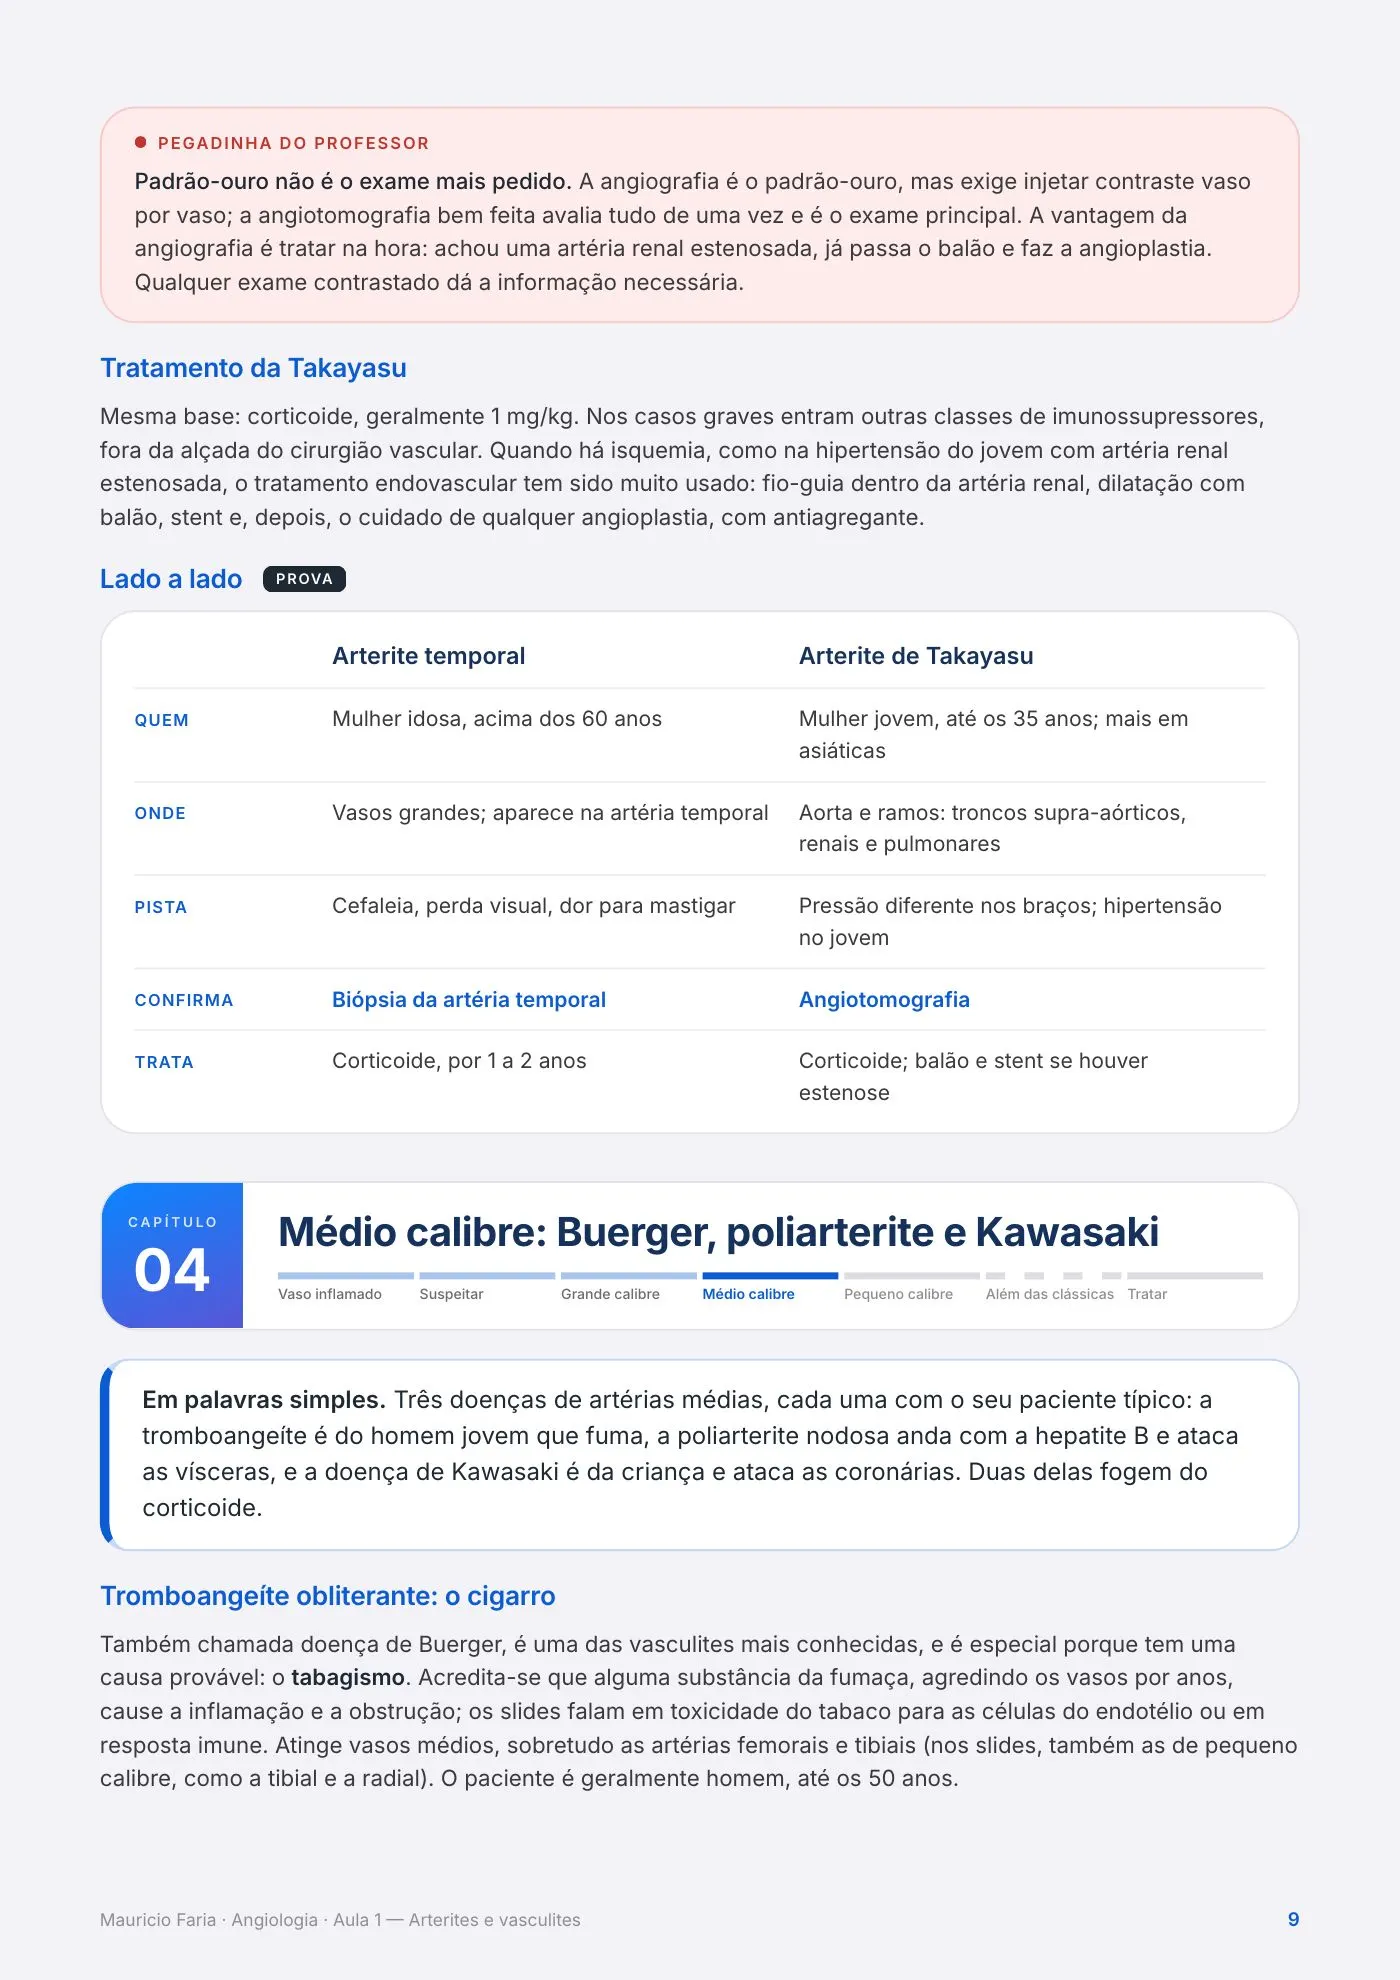 PEGADINHA DO PROFESSOR
Padrão-ouro não é o exame mais pedido. A angiografia é o padrão-ouro, mas exige injetar contraste vaso
por vaso; a angiotomografia bem feita avalia tudo de uma vez e é o exame principal. A vantagem da
angiografia é tratar na hora: achou uma artéria renal estenosada, já passa o balão e faz a angioplastia.
Qualquer exame contrastado dá a informação necessária.
Tratamento da Takayasu
Mesma base: corticoide, geralmente 1 mg/kg. Nos casos graves entram outras classes de imunossupressores,
fora da alçada do cirurgião vascular. Quando há isquemia, como na hipertensão do jovem com artéria renal
estenosada, o tratamento endovascular tem sido muito usado: fio-guia dentro da artéria renal, dilatação com
balão, stent e, depois, o cuidado de qualquer angioplastia, com antiagregante.
Lado a lado PROVA
Arterite temporal Arterite de Takayasu
QUEM Mulher idosa, acima dos 60 anos Mulher jovem, até os 35 anos; mais em
asiáticas
ONDE Vasos grandes; aparece na artéria temporal Aorta e ramos: troncos supra-aórticos,
renais e pulmonares
PISTA Cefaleia, perda visual, dor para mastigar Pressão diferente nos braços; hipertensão
no jovem
CONFIRMA Biópsia da artéria temporal Angiotomografia
TRATA Corticoide, por 1 a 2 anos Corticoide; balão e stent se houver
estenose
CAPÍTULO
04
Médio calibre: Buerger, poliarterite e Kawasaki
Vaso inflamado Suspeitar Grande calibre Médio calibre Pequeno calibre Além das clássicas Tratar
Em palavras simples. Três doenças de artérias médias, cada uma com o seu paciente típico: a
tromboangeíte é do homem jovem que fuma, a poliarterite nodosa anda com a hepatite B e ataca
as vísceras, e a doença de Kawasaki é da criança e ataca as coronárias. Duas delas fogem do
corticoide.
Tromboangeíte obliterante: o cigarro
Também chamada doença de Buerger, é uma das vasculites mais conhecidas, e é especial porque tem uma
causa provável: o tabagismo. Acredita-se que alguma substância da fumaça, agredindo os vasos por anos,
cause a inflamação e a obstrução; os slides falam em toxicidade do tabaco para as células do endotélio ou em
resposta imune. Atinge vasos médios, sobretudo as artérias femorais e tibiais (nos slides, também as de pequeno
calibre, como a tibial e a radial). O paciente é geralmente homem, até os 50 anos.
Mauricio Faria · Angiologia · Aula 1 — Arterites e vasculites 9